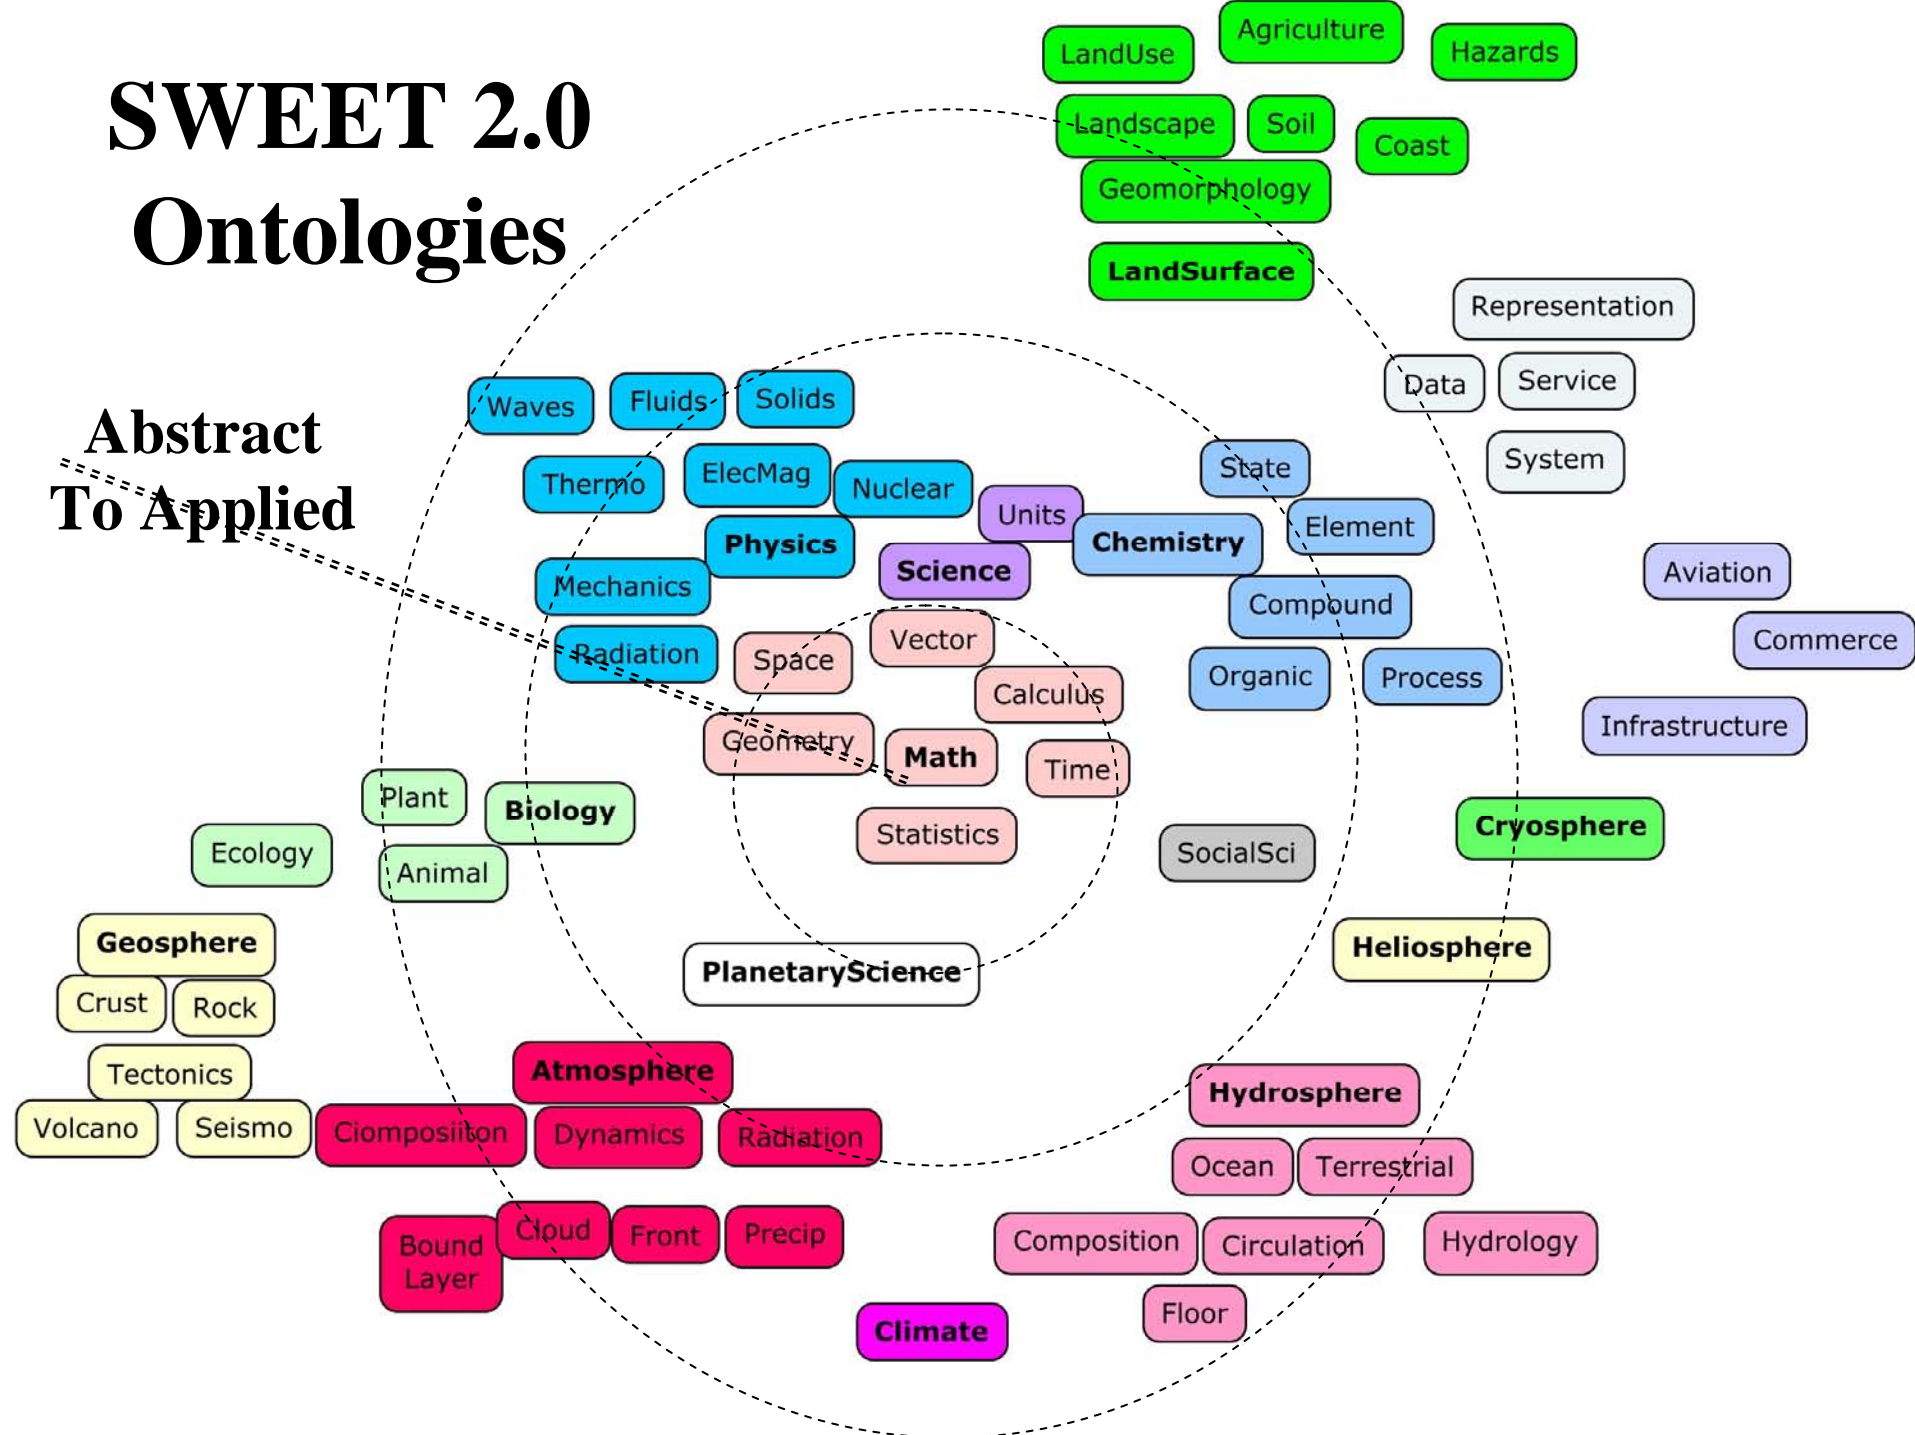 SWEET 2.0
Ontologies
Abstract
To Applied
LandUse
Agriculture
Hazards
Landscape
Soil
Coast
Geomorphology
LandSurface
Representation
Data
Service
System
Waves
Fluids
Solids
Thermo
ElecMag
Nuclear
Physics
Mechanics
Radiation
Units
Science
State
Chemistry
Element
Compound
Organic
Process
Aviation
Commerce
Infrastructure
Space
Vector
Calculus
Geometry
Math
Time
Statistics
Plant
Biology
Ecology
Animal
SocialSci
Cryosphere
Heliosphere
PlanetaryScience
Geosphere
Crust
Rock
Tectonics
Volcano
Seismo
Atmosphere
Ciomposiiton
Dynamics
Radiation
Bound
Layer
Cloud
Front
Precip
Climate
Hydrosphere
Ocean
Terrestrial
Composition
Circulation
Hydrology
Floor